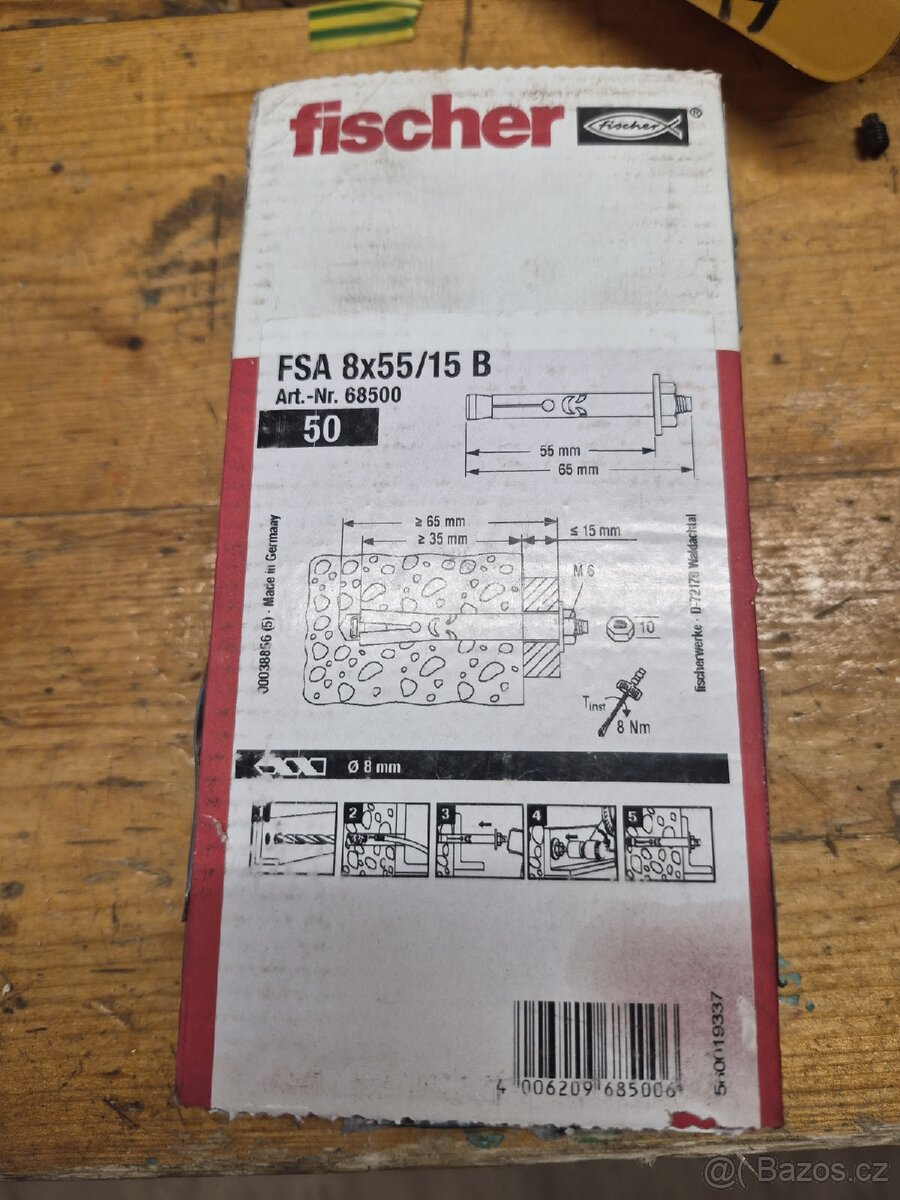 fischer
fischer ®
FSA 8x55/15 B
Art.-Nr. 68500
50
55 mm
65 mm
≥ 65 mm
≥ 35 mm
≤ 15 mm
M 6
10
Tinst
8 Nm
00038856 (5) · Made in Germany
fischerwerke · D-72178 Waldachtal
Ø 8 mm
1
2
3
4
5
4 006209 685006
@ Bazos.cz